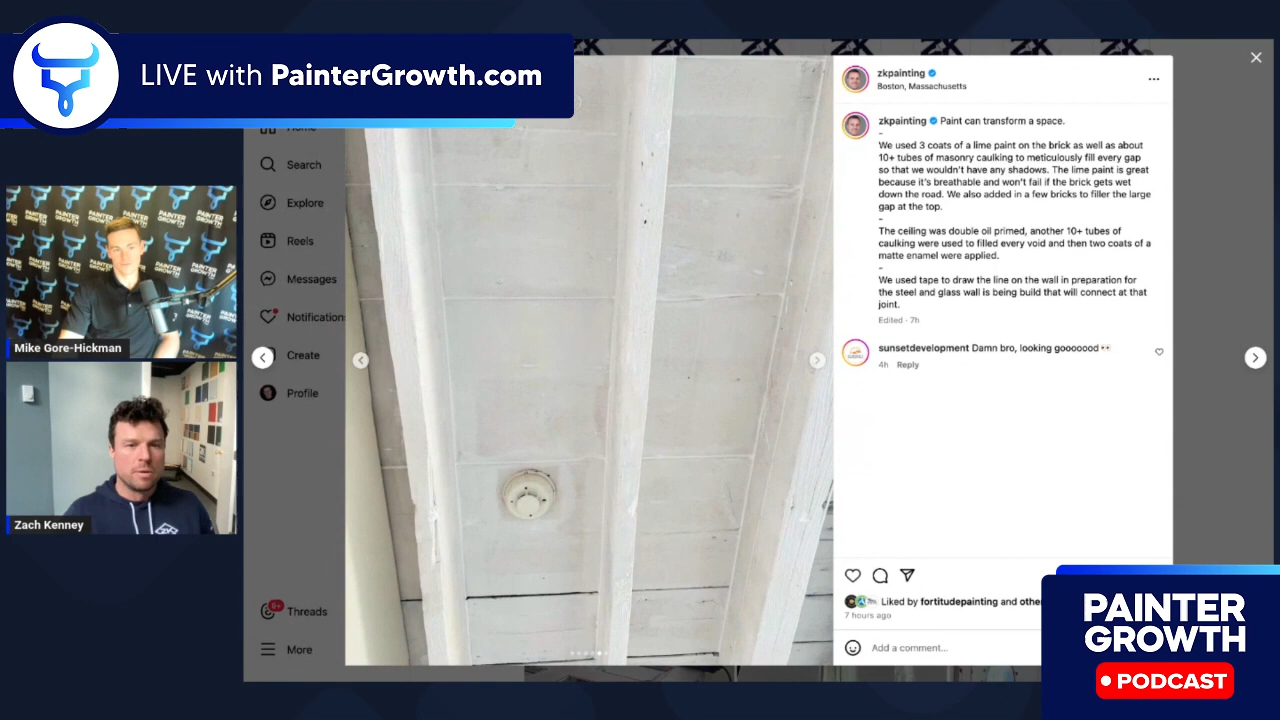 LIVE with PainterGrowth.com
ZK
Home
Search
Explore
Reels
Messages
Notification
Create
Profile
6+
Threads
More
Mike Gore-Hickman
Zach Kenney
zkpainting
Boston, Massachusetts
zkpainting Paint can transform a space.
-
We used 3 coats of a lime paint on the brick as well as about
10+ tubes of masonry caulking to meticulously fill every gap
so that we wouldn't have any shadows. The lime paint is great
because it's breathable and won't fail if the brick gets wet
down the road. We also added in a few bricks to filler the large
gap at the top.
-
The ceiling was double oil primed, another 10+ tubes of
caulking were used to filled every void and then two coats of a
matte enamel were applied.
-
We used tape to draw the line on the wall in preparation for
the steel and glass wall is being build that will connect at that
joint.
Edited · 7h
sunsetdevelopment Damn bro, looking gooooood 👀
4h Reply
Liked by fortitudepainting and othe
7 hours ago
Add a comment...
PAINTER
GROWTH
PODCAST